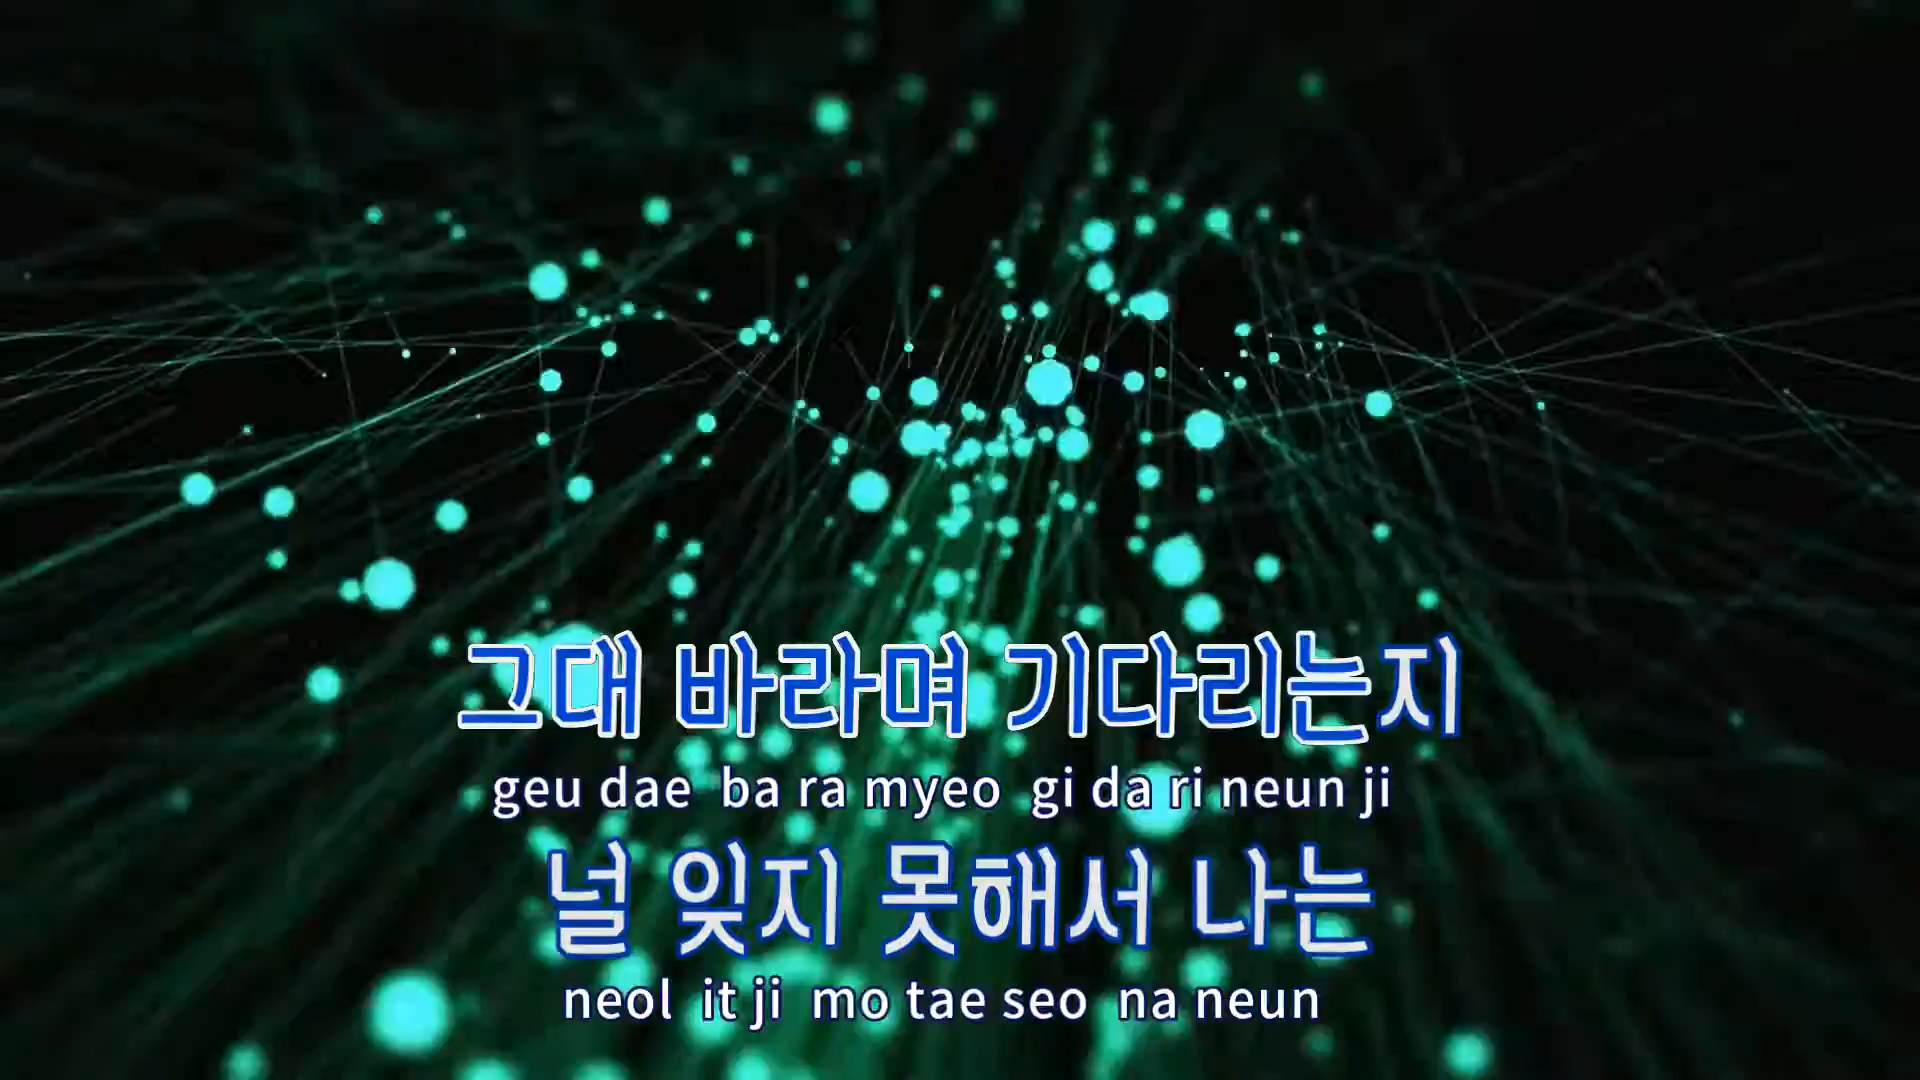 그대 바라며 기다리는지
geu dae ba ra myeo gi da ri neun ji
널 잊지 못해서 나는
neol it ji mo tae seo na neun